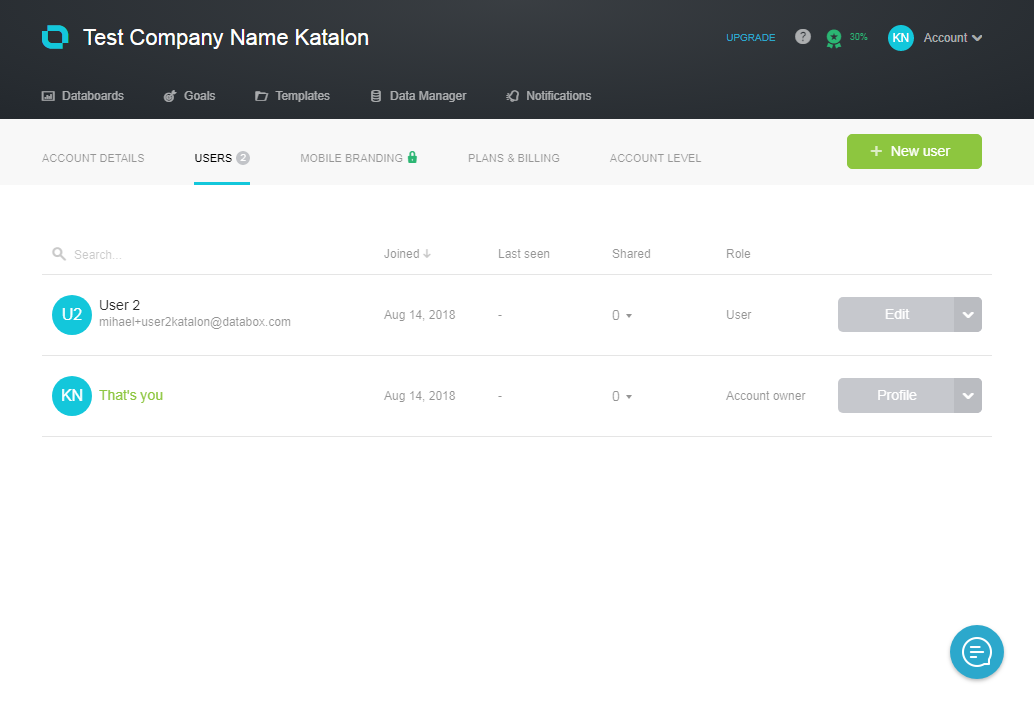 Test Company Name Katalon
UPGRADE ? 30% KN Account
Databoards Goals Templates Data Manager Notifications
ACCOUNT DETAILS USERS 2 MOBILE BRANDING PLANS & BILLING ACCOUNT LEVEL + New user
Search... Joined ↓ Last seen Shared Role
U2 User 2
mihael+user2katalon@databox.com
Aug 14, 2018 - 0 User Edit
KN That's you Aug 14, 2018 - 0 Account owner Profile